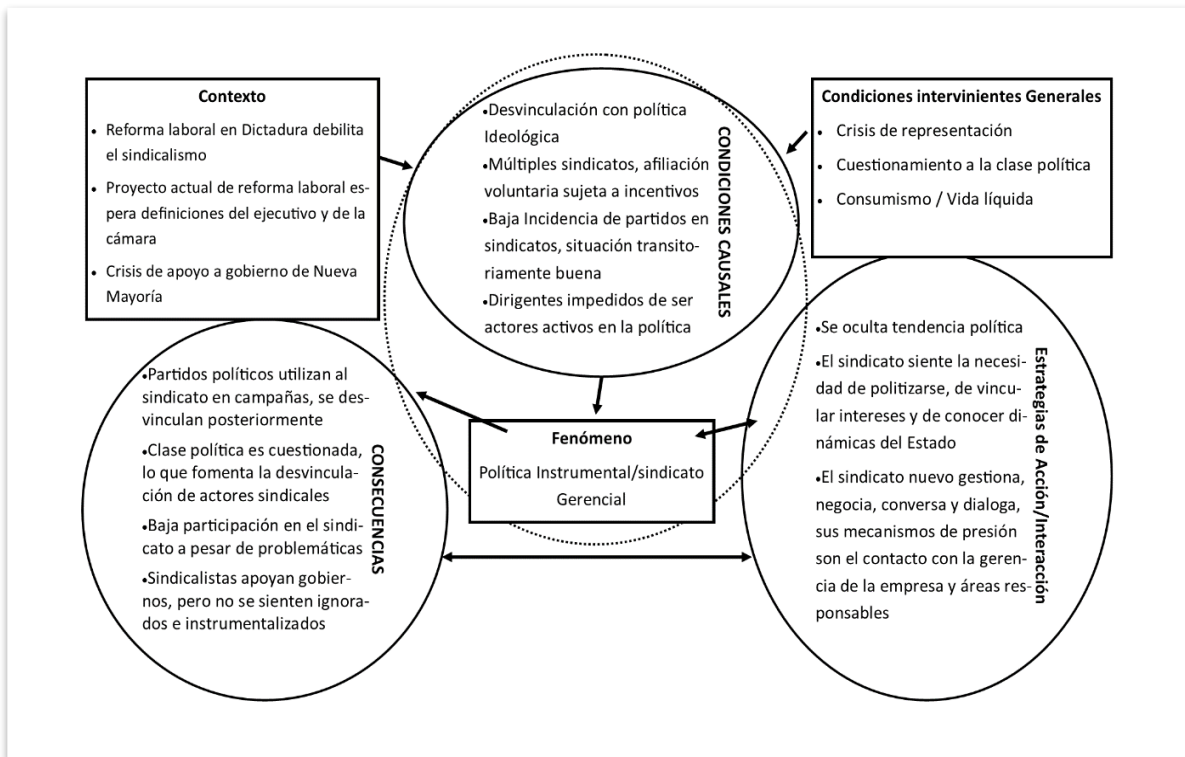 Contexto
• Reforma laboral en Dictadura debilita
el sindicalismo
• Proyecto actual de reforma laboral es-
pera definiciones del ejecutivo y de la
cámara
• Crisis de apoyo a gobierno de Nueva
Mayoría
•Desvinculación con política
Ideológica
•Múltiples sindicatos, afiliación
voluntaria sujeta a incentivos
•Baja Incidencia de partidos en
sindicatos, situación transito-
riamente buena
•Dirigentes impedidos de ser
actores activos en la política
CONDICIONES CAUSALES
Condiciones intervinientes Generales
• Crisis de representación
• Cuestionamiento a la clase política
• Consumismo / Vida líquida
•Partidos políticos utilizan al
sindicato en campañas, se des-
vinculan posteriormente
•Clase política es cuestionada,
lo que fomenta la desvincula-
ción de actores sindicales
•Baja participación en el sindi-
cato a pesar de problemáticas
•Sindicalistas apoyan gobier-
nos, pero no se sienten ignora-
dos e instrumentalizados
CONSECUENCIAS
Fenómeno
Política Instrumental/sindicato
Gerencial
•Se oculta tendencia política
•El sindicato siente la necesi-
dad de politizarse, de vincu-
lar intereses y de conocer di-
námicas del Estado
•El sindicato nuevo gestiona,
negocia, conversa y dialoga,
sus mecanismos de presión
son el contacto con la geren-
cia de la empresa y áreas res-
ponsables
Estrategias de Acción/Interacción